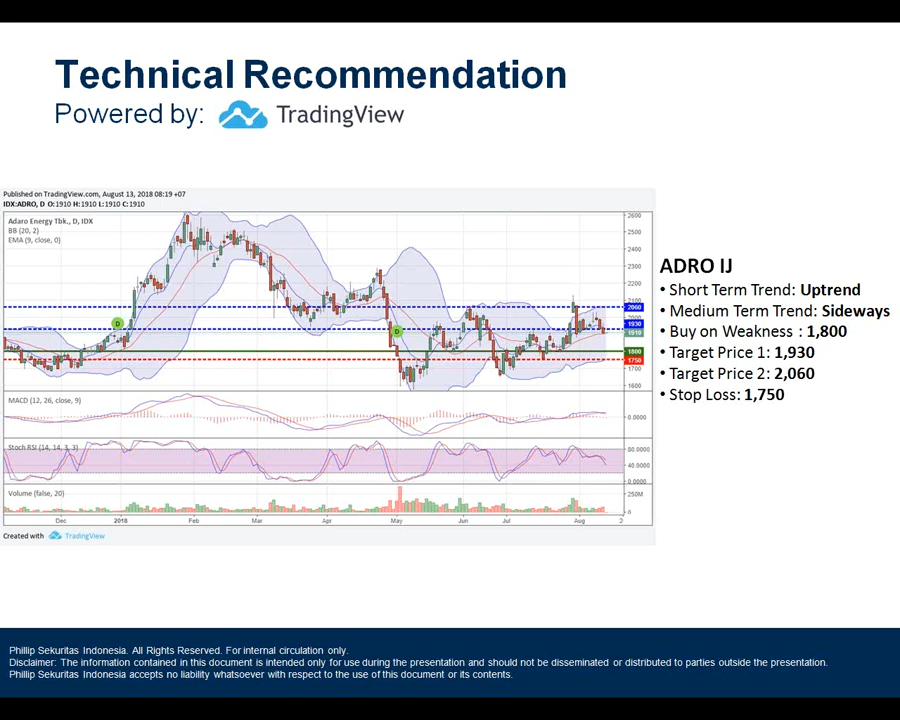 Technical Recommendation
Powered by: TradingView
Published on TradingView.com, August 13, 2018 08:19 +07
IDX:ADRO, D O:1910 H:1910 L:1910 C:1910
Adaro Energy Tbk., D, IDX
BB (20, 2)
EMA (9, close, 0)
D
D
2600
2500
2400
2300
2200
2100
2060
2000
1930
1910
1800
1750
1700
1600
MACD (12, 26, close, 9)
0.0000
Stoch RSI (14, 14, 3, 3)
80.0000
40.0000
0.0000
Volume (false, 20)
250M
0
Dec 2018 Feb Mar Apr May Jun Jul Aug 2
Created with TradingView
ADRO IJ
• Short Term Trend: Uptrend
• Medium Term Trend: Sideways
• Buy on Weakness : 1,800
• Target Price 1: 1,930
• Target Price 2: 2,060
• Stop Loss: 1,750
Phillip Sekuritas Indonesia. All Rights Reserved. For internal circulation only.
Disclaimer: The information contained in this document is intended only for use during the presentation and should not be disseminated or distributed to parties outside the presentation.
Phillip Sekuritas Indonesia accepts no liability whatsoever with respect to the use of this document or its contents.